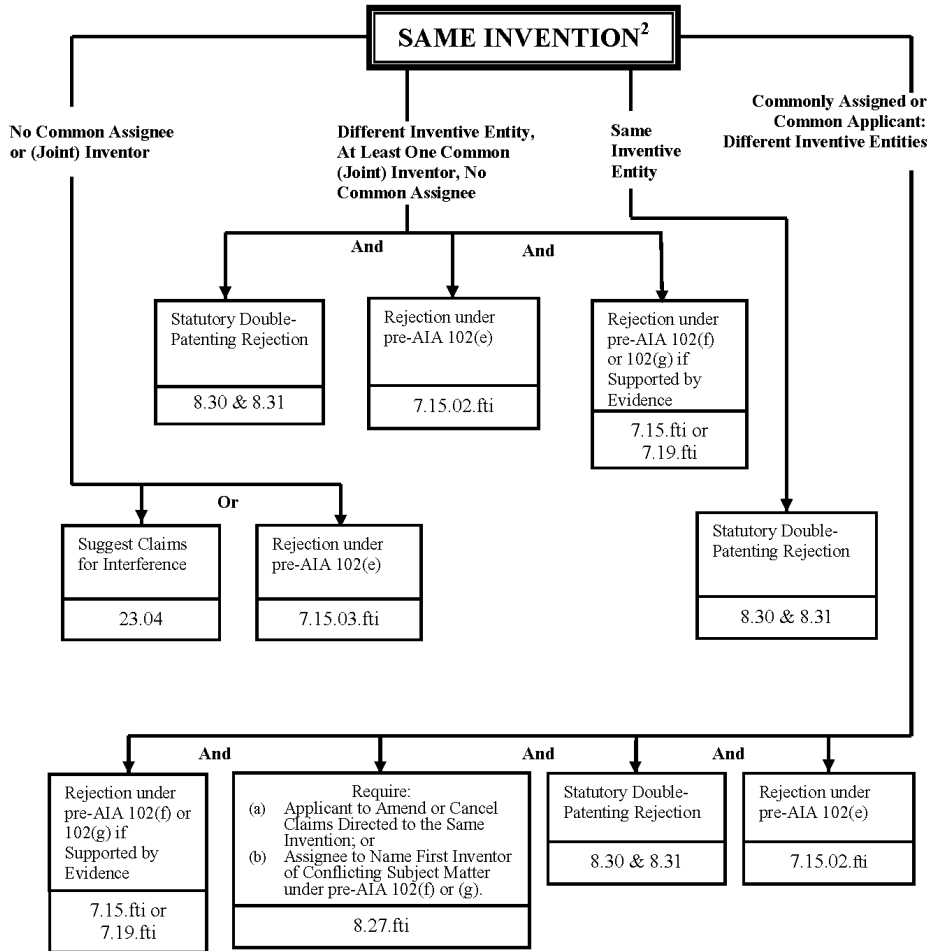 SAME INVENTION²
No Common Assignee
or (Joint) Inventor
Different Inventive Entity,
At Least One Common
(Joint) Inventor, No
Common Assignee
Same
Inventive
Entity
Commonly Assigned or
Common Applicant:
Different Inventive Entities
And
And
Statutory Double-
Patenting Rejection
8.30 & 8.31
Rejection under
pre-AIA 102(e)
7.15.02.fti
Rejection under
pre-AIA 102(f)
or 102(g) if
Supported by
Evidence
7.15.fti or
7.19.fti
Or
Suggest Claims
for Interference
23.04
Rejection under
pre-AIA 102(e)
7.15.03.fti
Statutory Double-
Patenting Rejection
8.30 & 8.31
And
And
And
Rejection under
pre-AIA 102(f) or
102(g) if
Supported by
Evidence
7.15.fti or
7.19.fti
Require:
(a) Applicant to Amend or Cancel
Claims Directed to the Same
Invention; or
(b) Assignee to Name First Inventor
of Conflicting Subject Matter
under pre-AIA 102(f) or (g).
8.27.fti
Statutory Double-
Patenting Rejection
8.30 & 8.31
Rejection under
pre-AIA 102(e)
7.15.02.fti